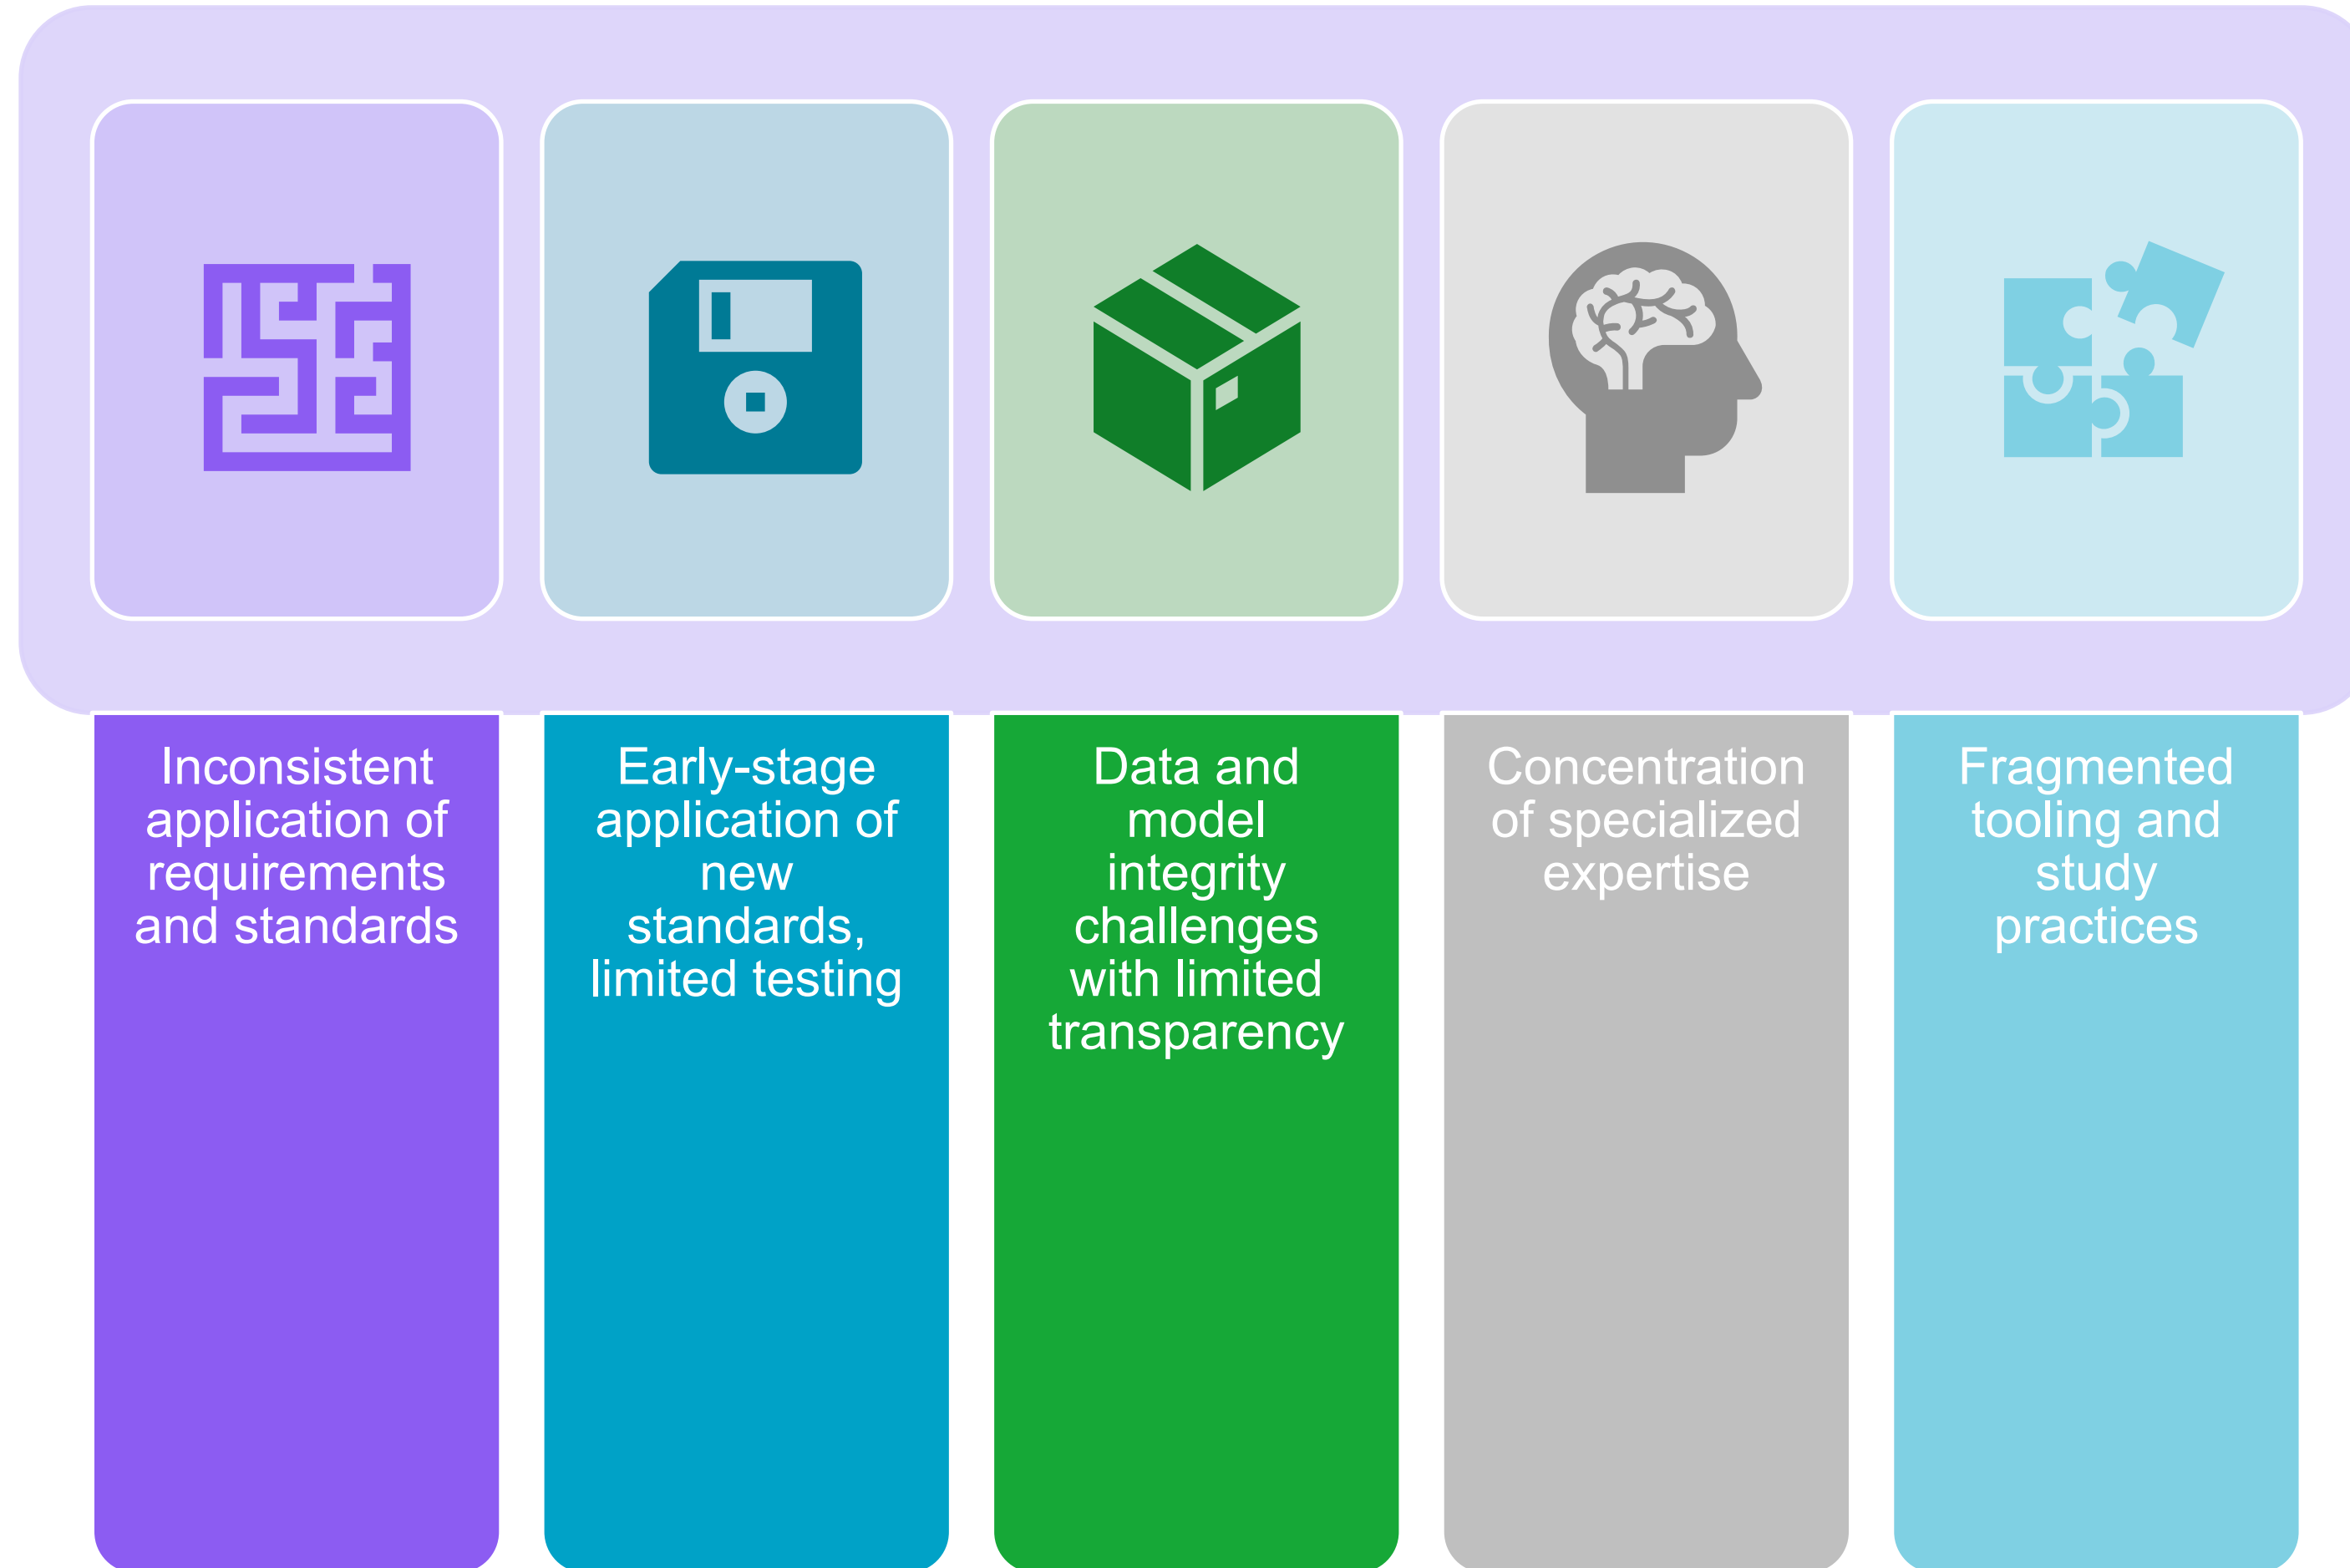 Inconsistent
application of
requirements
and standards
Early-stage
application of
new
standards,
limited testing
Data and
model
integrity
challenges
with limited
transparency
Concentration
of specialized
expertise
Fragmented
tooling and
study
practices